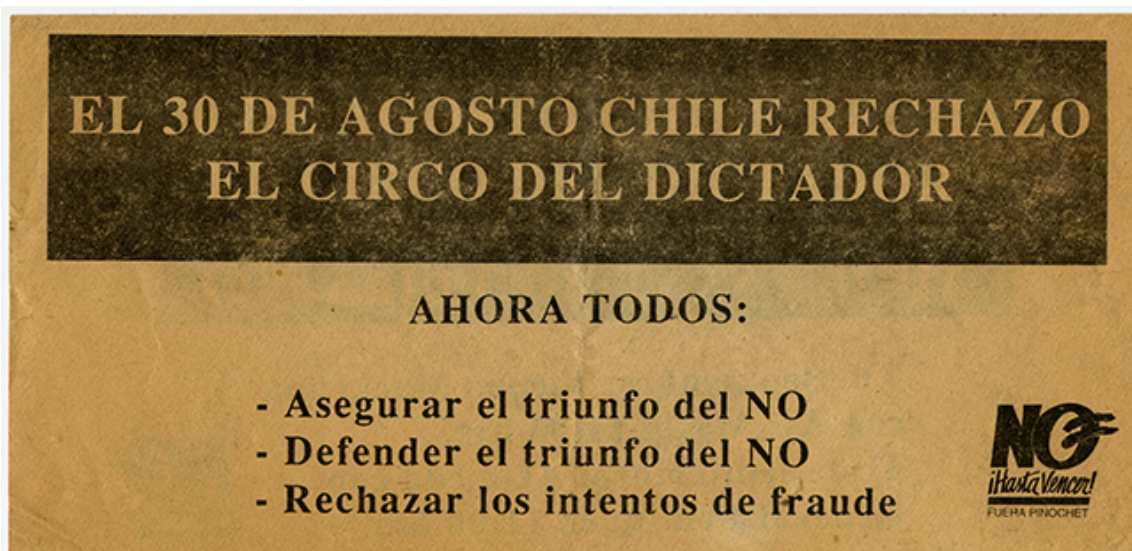 EL 30 DE AGOSTO CHILE RECHAZO
EL CIRCO DEL DICTADOR
AHORA TODOS:
- Asegurar el triunfo del NO
- Defender el triunfo del NO
- Rechazar los intentos de fraude
NO
¡Hasta Vencer!
FUERA PINOCHET